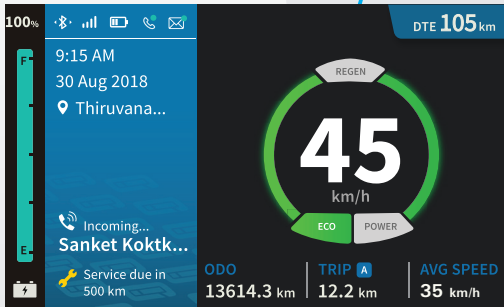 100%
F
E
9:15 AM
30 Aug 2018
Thiruvana...
Incoming...
Sanket Koktk...
Service due in
500 km
DTE 105 km
REGEN
45
km/h
ECO POWER
ODO TRIP A AVG SPEED
13614.3 km 12.2 km 35 km/h